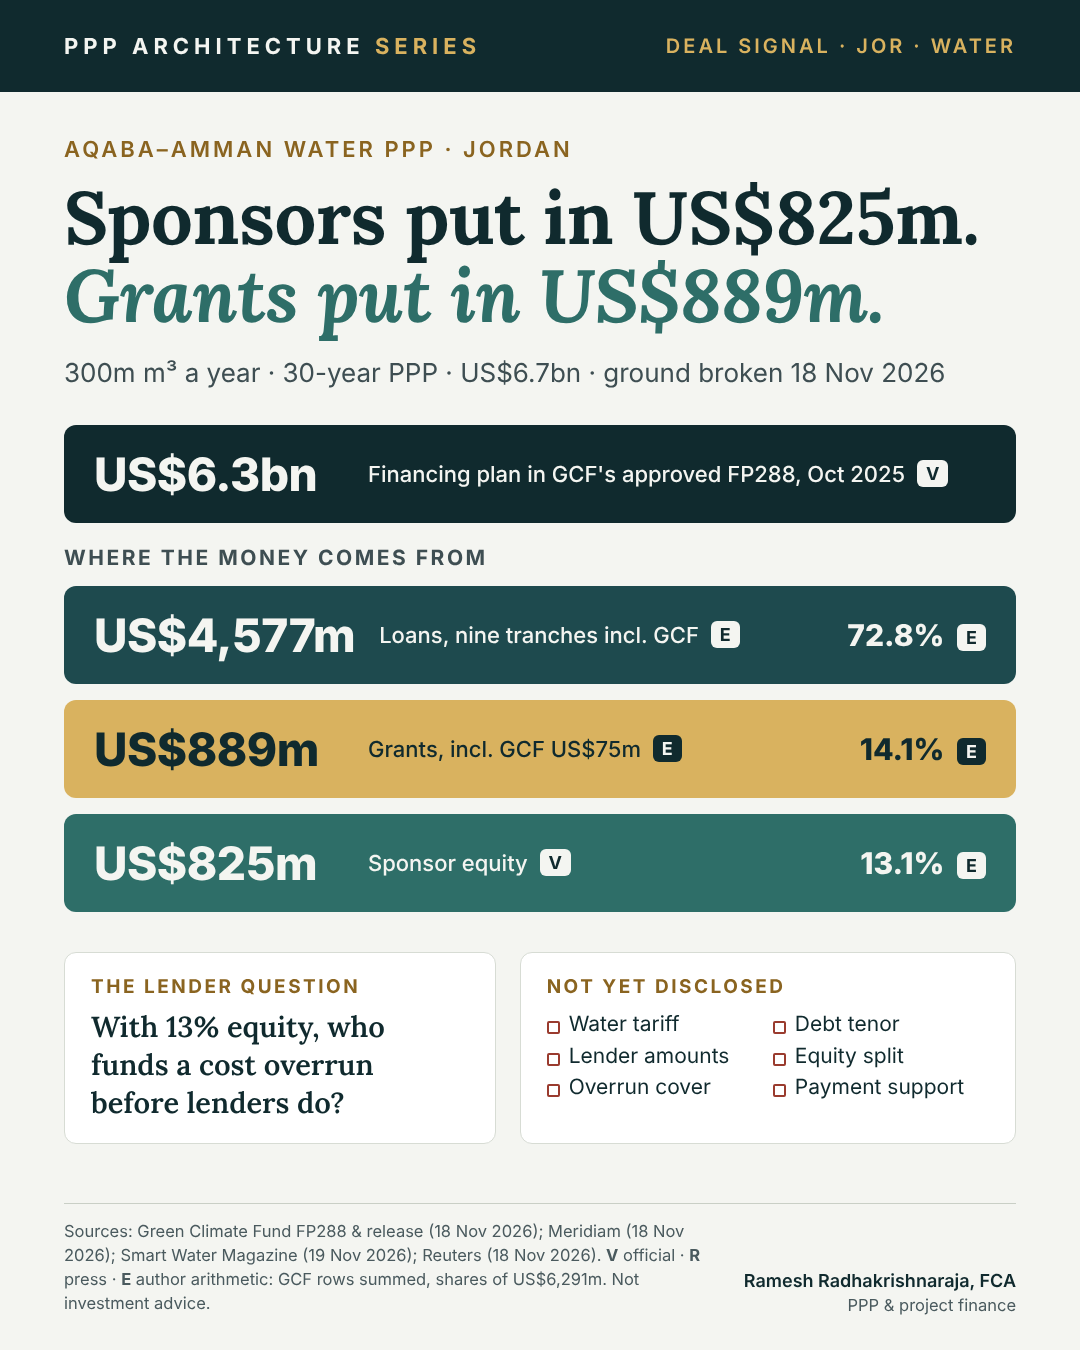 PPP ARCHITECTURE SERIES
DEAL SIGNAL · JOR · WATER
AQABA–AMMAN WATER PPP · JORDAN
Sponsors put in US$825m.
Grants put in US$889m.
300m m³ a year · 30-year PPP · US$6.7bn · ground broken 18 Nov 2026
US$6.3bn Financing plan in GCF's approved FP288, Oct 2025 V
WHERE THE MONEY COMES FROM
US$4,577m Loans, nine tranches incl. GCF E 72.8% E
US$889m Grants, incl. GCF US$75m E 14.1% E
US$825m Sponsor equity V 13.1% E
THE LENDER QUESTION
With 13% equity, who
funds a cost overrun
before lenders do?
NOT YET DISCLOSED
Water tariff
Lender amounts
Overrun cover
Debt tenor
Equity split
Payment support
Sources: Green Climate Fund FP288 & release (18 Nov 2026); Meridiam (18 Nov
2026); Smart Water Magazine (19 Nov 2026); Reuters (18 Nov 2026). V official · R
press · E author arithmetic: GCF rows summed, shares of US$6,291m. Not
investment advice.
Ramesh Radhakrishnaraja, FCA
PPP & project finance